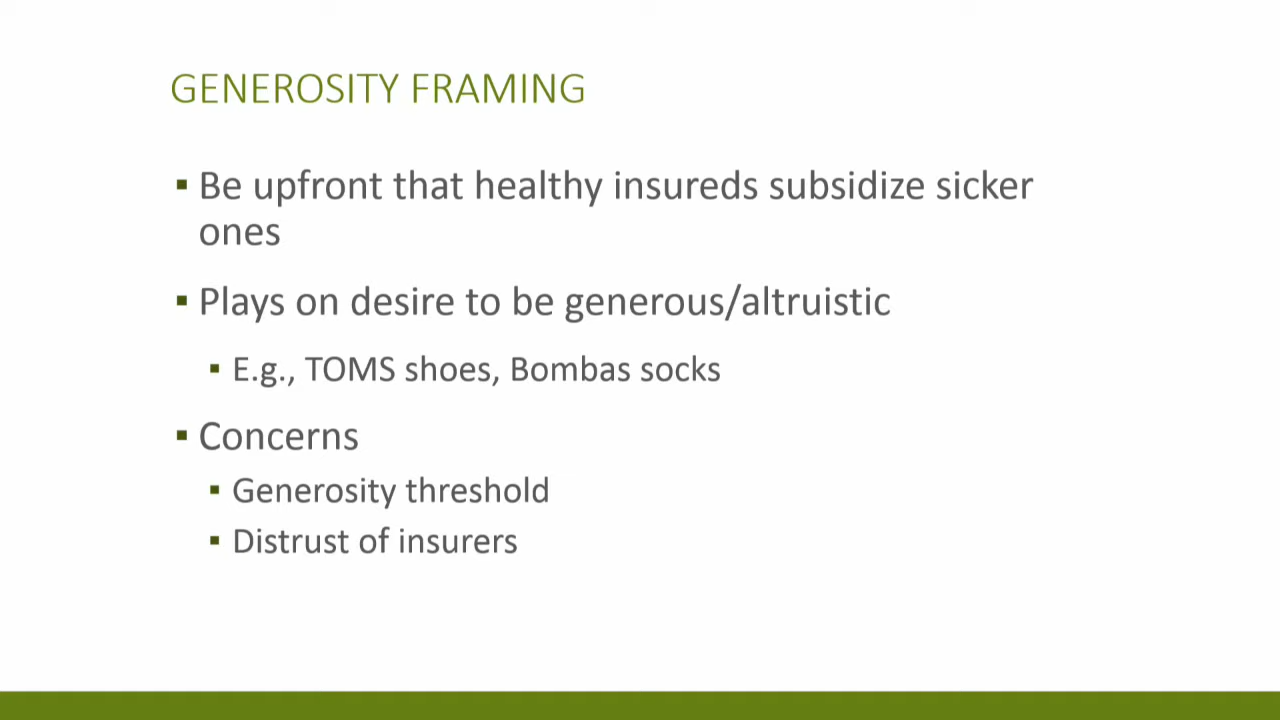 GENEROSITY FRAMING
▪ Be upfront that healthy insureds subsidize sicker
ones
▪ Plays on desire to be generous/altruistic
▪ E.g., TOMS shoes, Bombas socks
▪ Concerns
▪ Generosity threshold
▪ Distrust of insurers